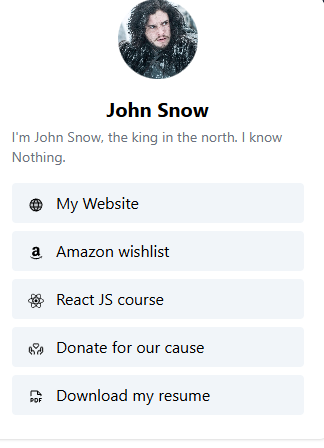 John Snow
I'm John Snow, the king in the north. I know
Nothing.
My Website
a Amazon wishlist
React JS course
Donate for our cause
PDF Download my resume